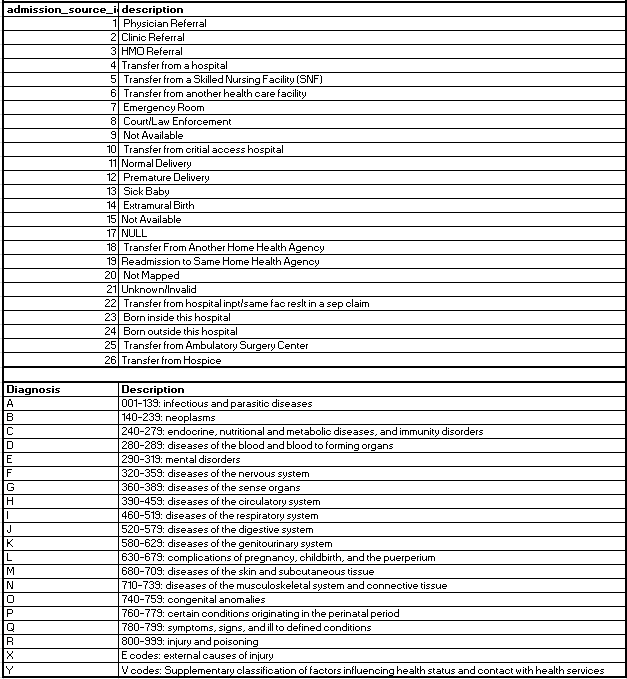 admission_source_i description
1 Physician Referral
2 Clinic Referral
3 HMO Referral
4 Transfer from a hospital
5 Transfer from a Skilled Nursing Facility (SNF)
6 Transfer from another health care facility
7 Emergency Room
8 Court/Law Enforcement
9 Not Available
10 Transfer from critial access hospital
11 Normal Delivery
12 Premature Delivery
13 Sick Baby
14 Extramural Birth
15 Not Available
17 NULL
18 Transfer From Another Home Health Agency
19 Readmission to Same Home Health Agency
20 Not Mapped
21 Unknown/Invalid
22 Transfer from hospital inpt/same fac reslt in a sep claim
23 Born inside this hospital
24 Born outside this hospital
25 Transfer from Ambulatory Surgery Center
26 Transfer from Hospice
Diagnosis Description
A 001-139: infectious and parasitic diseases
B 140-239: neoplasms
C 240-279: endocrine, nutritional and metabolic diseases, and immunity disorders
D 280-289: diseases of the blood and blood to forming organs
E 290-319: mental disorders
F 320-359: diseases of the nervous system
G 360-389: diseases of the sense organs
H 390-459: diseases of the circulatory system
I 460-519: diseases of the respiratory system
J 520-579: diseases of the digestive system
K 580-629: diseases of the genitourinary system
L 630-679: complications of pregnancy, childbirth, and the puerperium
M 680-709: diseases of the skin and subcutaneous tissue
N 710-739: diseases of the musculoskeletal system and connective tissue
O 740-759: congenital anomalies
P 760-779: certain conditions originating in the perinatal period
Q 780-799: symptoms, signs, and ill to defined conditions
R 800-999: injury and poisoning
X E codes: external causes of injury
Y V codes: Supplementary classification of factors influencing health status and contact with health services